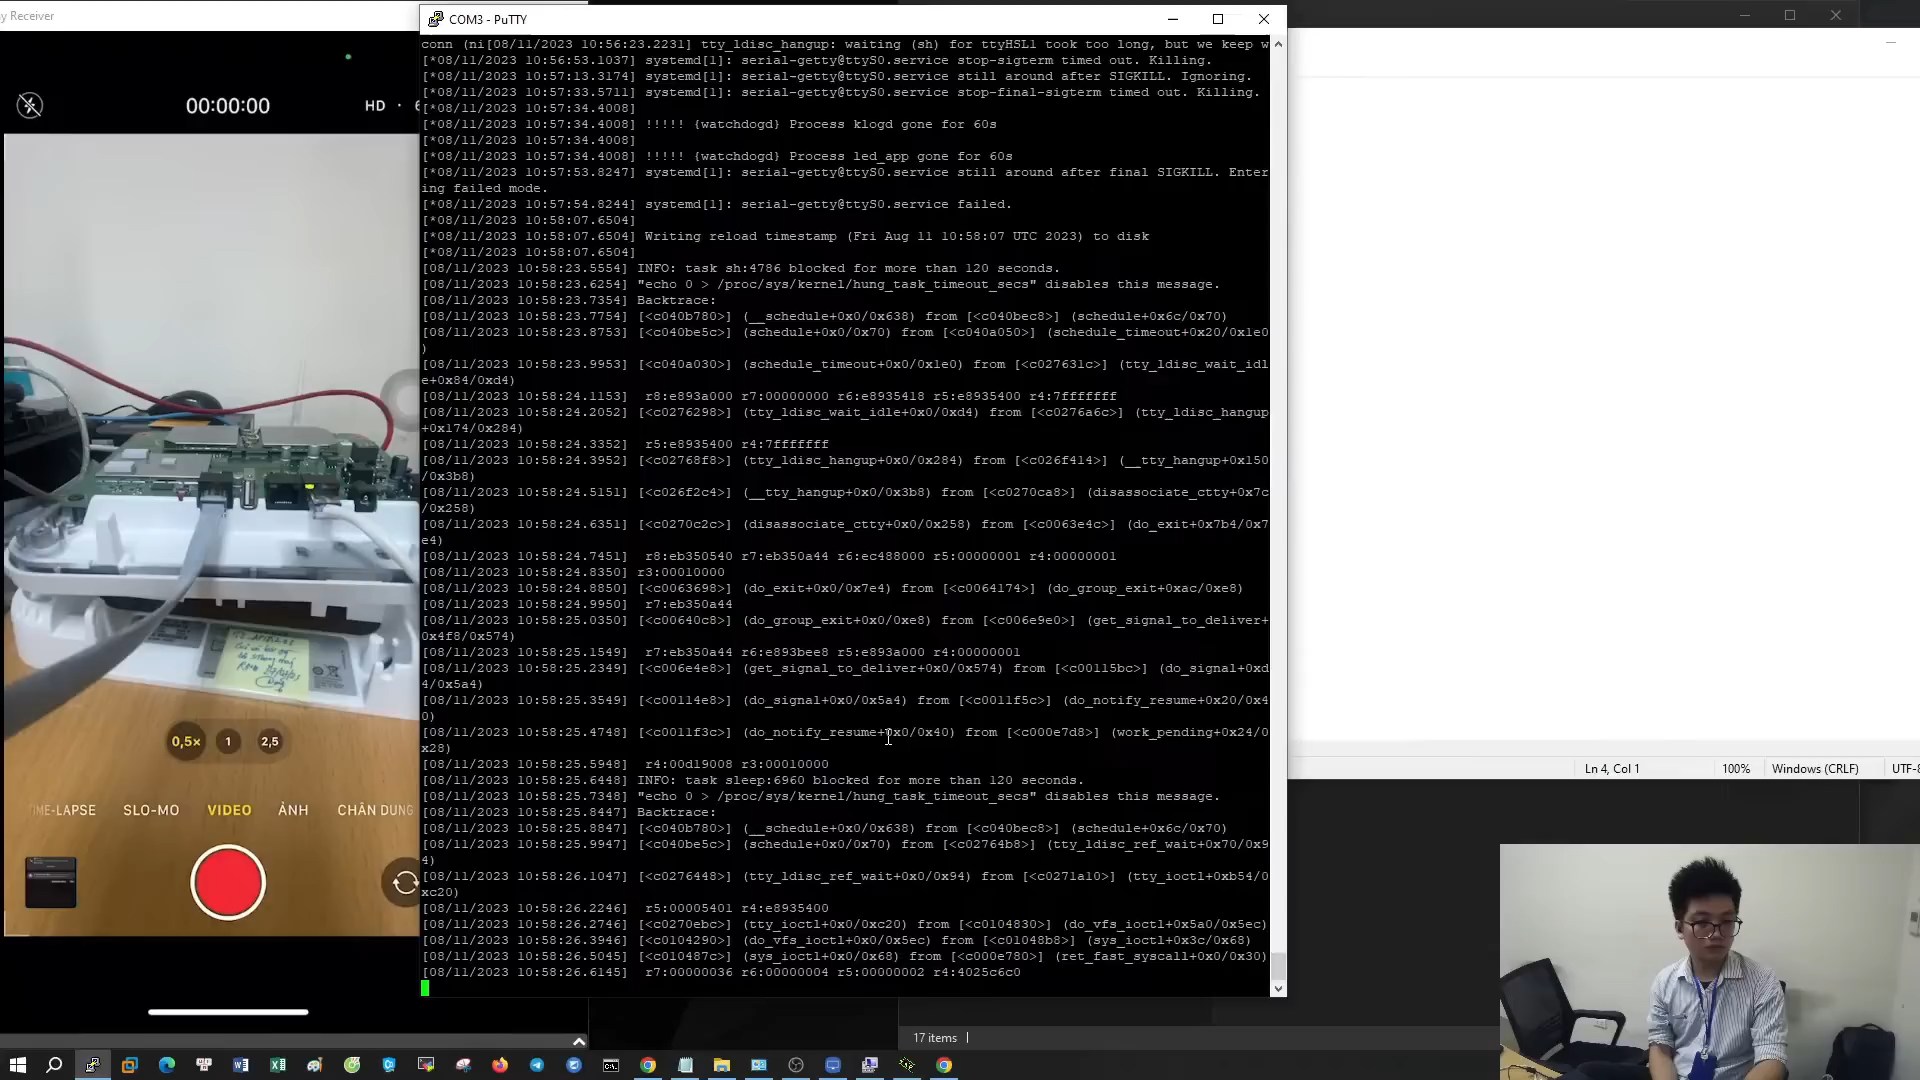 y Receiver
00:00:00
HD · 6
0,5×
1
2,5
IME-LAPSE
SLO-MO
VIDEO
ẢNH
CHÂN DUNG
COM3 - PuTTY
conn (ni[08/11/2023 10:56:23.2231] tty_ldisc_hangup: waiting (sh) for ttyHSL1 took too long, but we keep w
[*08/11/2023 10:56:53.1037] systemd[1]: serial-getty@ttyS0.service stop-sigterm timed out. Killing.
[*08/11/2023 10:57:13.3174] systemd[1]: serial-getty@ttyS0.service still around after SIGKILL. Ignoring.
[*08/11/2023 10:57:33.5711] systemd[1]: serial-getty@ttyS0.service stop-final-sigterm timed out. Killing.
[*08/11/2023 10:57:34.4008]
[*08/11/2023 10:57:34.4008] !!!!! {watchdogd} Process klogd gone for 60s
[*08/11/2023 10:57:34.4008]
[*08/11/2023 10:57:34.4008] !!!!! {watchdogd} Process led_app gone for 60s
[*08/11/2023 10:57:53.8247] systemd[1]: serial-getty@ttyS0.service still around after final SIGKILL. Enter
ing failed mode.
[*08/11/2023 10:57:54.8244] systemd[1]: serial-getty@ttyS0.service failed.
[*08/11/2023 10:58:07.6504]
[*08/11/2023 10:58:07.6504] Writing reload timestamp (Fri Aug 11 10:58:07 UTC 2023) to disk
[*08/11/2023 10:58:07.6504]
[08/11/2023 10:58:23.5554] INFO: task sh:4786 blocked for more than 120 seconds.
[08/11/2023 10:58:23.6254] "echo 0 > /proc/sys/kernel/hung_task_timeout_secs" disables this message.
[08/11/2023 10:58:23.7354] Backtrace:
[08/11/2023 10:58:23.7754] [<c040b780>] (__schedule+0x0/0x638) from [<c040bec8>] (schedule+0x6c/0x70)
[08/11/2023 10:58:23.8753] [<c040be5c>] (schedule+0x0/0x70) from [<c040a050>] (schedule_timeout+0x20/0x1e0
)
[08/11/2023 10:58:23.9953] [<c040a030>] (schedule_timeout+0x0/0x1e0) from [<c027631c>] (tty_ldisc_wait_idl
e+0x84/0xd4)
[08/11/2023 10:58:24.1153]  r8:e893a000 r7:00000000 r6:e8935418 r5:e8935400 r4:7fffffff
[08/11/2023 10:58:24.2052] [<c0276298>] (tty_ldisc_wait_idle+0x0/0xd4) from [<c0276a6c>] (tty_ldisc_hangup
+0x174/0x284)
[08/11/2023 10:58:24.3352]  r5:e8935400 r4:7fffffff
[08/11/2023 10:58:24.3952] [<c02768f8>] (tty_ldisc_hangup+0x0/0x284) from [<c026f414>] (__tty_hangup+0x150
/0x3b8)
[08/11/2023 10:58:24.5151] [<c026f2c4>] (__tty_hangup+0x0/0x3b8) from [<c0270ca8>] (disassociate_ctty+0x7c
/0x258)
[08/11/2023 10:58:24.6351] [<c0270c2c>] (disassociate_ctty+0x0/0x258) from [<c0063e4c>] (do_exit+0x7b4/0x7
e4)
[08/11/2023 10:58:24.7451]  r8:eb350540 r7:eb350a44 r6:ec488000 r5:00000001 r4:00000001
[08/11/2023 10:58:24.8350] r3:00010000
[08/11/2023 10:58:24.8850] [<c0063698>] (do_exit+0x0/0x7e4) from [<c0064174>] (do_group_exit+0xac/0xe8)
[08/11/2023 10:58:24.9950]  r7:eb350a44
[08/11/2023 10:58:25.0350] [<c00640c8>] (do_group_exit+0x0/0xe8) from [<c006e9e0>] (get_signal_to_deliver+
0x4f8/0x574)
[08/11/2023 10:58:25.1549]  r7:eb350a44 r6:e893bee8 r5:e893a000 r4:00000001
[08/11/2023 10:58:25.2349] [<c006e4e8>] (get_signal_to_deliver+0x0/0x574) from [<c00115bc>] (do_signal+0xd
4/0x5a4)
[08/11/2023 10:58:25.3549] [<c00114e8>] (do_signal+0x0/0x5a4) from [<c0011f5c>] (do_notify_resume+0x20/0x4
0)
[08/11/2023 10:58:25.4748] [<c0011f3c>] (do_notify_resume+0x0/0x40) from [<c000e7d8>] (work_pending+0x24/0
x28)
[08/11/2023 10:58:25.5948]  r4:00d19008 r3:00010000
[08/11/2023 10:58:25.6448] INFO: task sleep:6960 blocked for more than 120 seconds.
[08/11/2023 10:58:25.7348] "echo 0 > /proc/sys/kernel/hung_task_timeout_secs" disables this message.
[08/11/2023 10:58:25.8447] Backtrace:
[08/11/2023 10:58:25.8847] [<c040b780>] (__schedule+0x0/0x638) from [<c040bec8>] (schedule+0x6c/0x70)
[08/11/2023 10:58:25.9947] [<c040be5c>] (schedule+0x0/0x70) from [<c02764b8>] (tty_ldisc_ref_wait+0x70/0x9
4)
[08/11/2023 10:58:26.1047] [<c0276448>] (tty_ldisc_ref_wait+0x0/0x94) from [<c0271a10>] (tty_ioctl+0xb54/0
xc20)
[08/11/2023 10:58:26.2246]  r5:00005401 r4:e8935400
[08/11/2023 10:58:26.2746] [<c0270ebc>] (tty_ioctl+0x0/0xc20) from [<c0104830>] (do_vfs_ioctl+0x5a0/0x5ec)
[08/11/2023 10:58:26.3946] [<c0104290>] (do_vfs_ioctl+0x0/0x5ec) from [<c01048b8>] (sys_ioctl+0x3c/0x68)
[08/11/2023 10:58:26.5045] [<c010487c>] (sys_ioctl+0x0/0x68) from [<c000e780>] (ret_fast_syscall+0x0/0x30)
[08/11/2023 10:58:26.6145]  r7:00000036 r6:00000004 r5:00000002 r4:4025c6c0
Ln 4, Col 1
100%
Windows (CRLF)
UTF-8
17 items